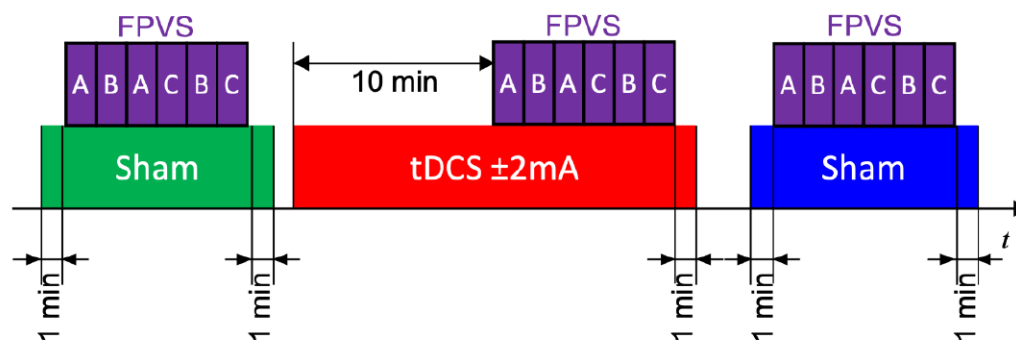 FPVS
FPVS
FPVS
A B A C B C
10 min
A B A C B C
A B A C B C
Sham
tDCS ±2mA
Sham
t
1 min
1 min
1 min
1 min
1 min